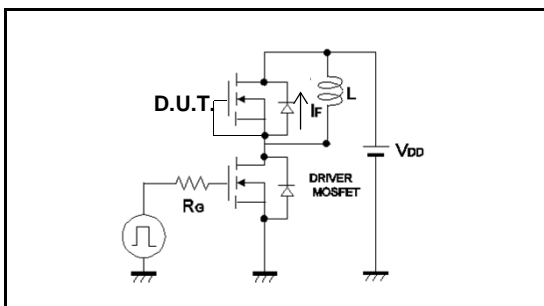 D.U.T.
IF
L
VDD
DRIVER
MOSFET
RG